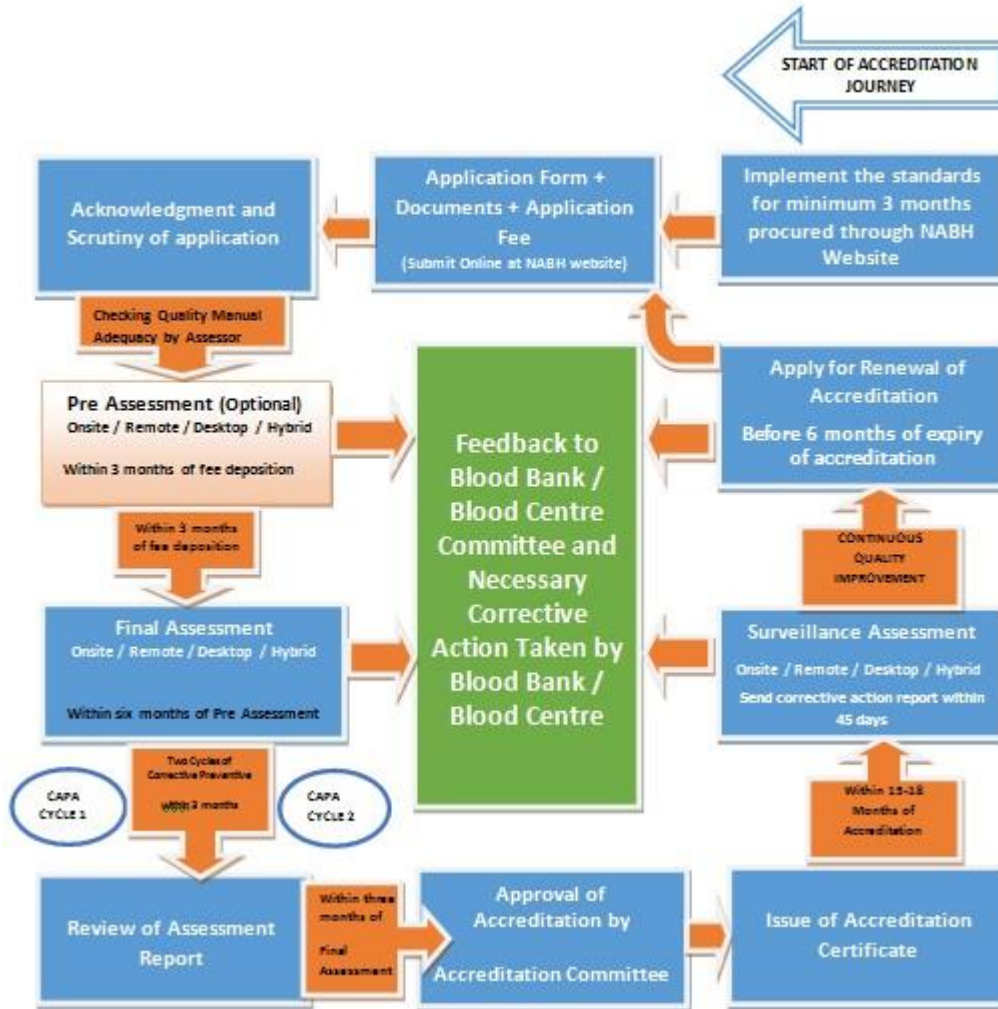 START OF ACCREDITATION
JOURNEY
Implement the standards
for minimum 3 months
procured through NABH
Website
Application Form +
Documents + Application
Fee
(Submit Online at NABH website)
Acknowledgment and
Scrutiny of application
Checking Quality Manual
Adequacy by Assessor
Pre Assessment (Optional)
Onsite / Remote / Desktop / Hybrid
Within 3 months of fee deposition
Within 3 months
of fee deposition
Final Assessment
Onsite / Remote / Desktop / Hybrid
Within six months of Pre Assessment
Two Cycles of
Corrective Preventive
within 3 months
CAPA
CYCLE 1
CAPA
CYCLE 2
Review of Assessment
Report
Within three
months of
Final
Assessment
Approval of
Accreditation by
Accreditation Committee
Issue of Accreditation
Certificate
Within 15-18
Months of
Accreditation
Surveillance Assessment
Onsite / Remote / Desktop / Hybrid
Send corrective action report within
45 days
CONTINUOUS
QUALITY
IMPROVEMENT
Apply for Renewal of
Accreditation
Before 6 months of expiry
of accreditation
Feedback to
Blood Bank /
Blood Centre
Committee and
Necessary
Corrective
Action Taken by
Blood Bank /
Blood Centre